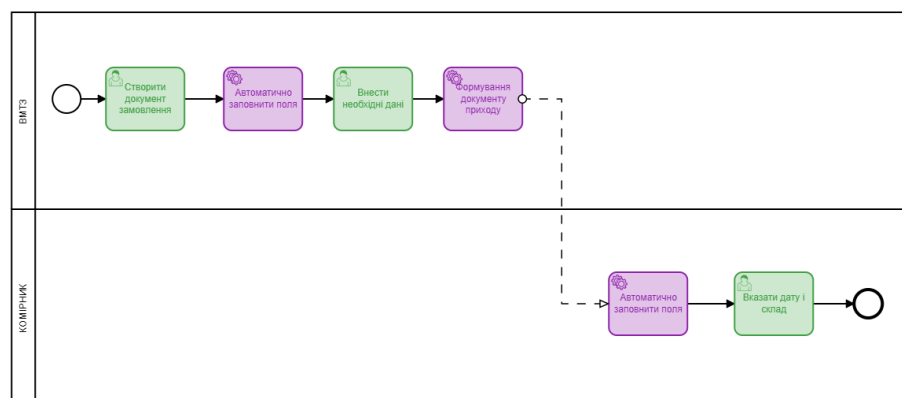 ВМТЗ
Створити
документ
замовлення
Автоматично
заповнити поля
Внести
необхідні дані
Формування
документу
приходу
КОМІРНИК
Автоматично
заповнити поля
Вказати дату і
склад